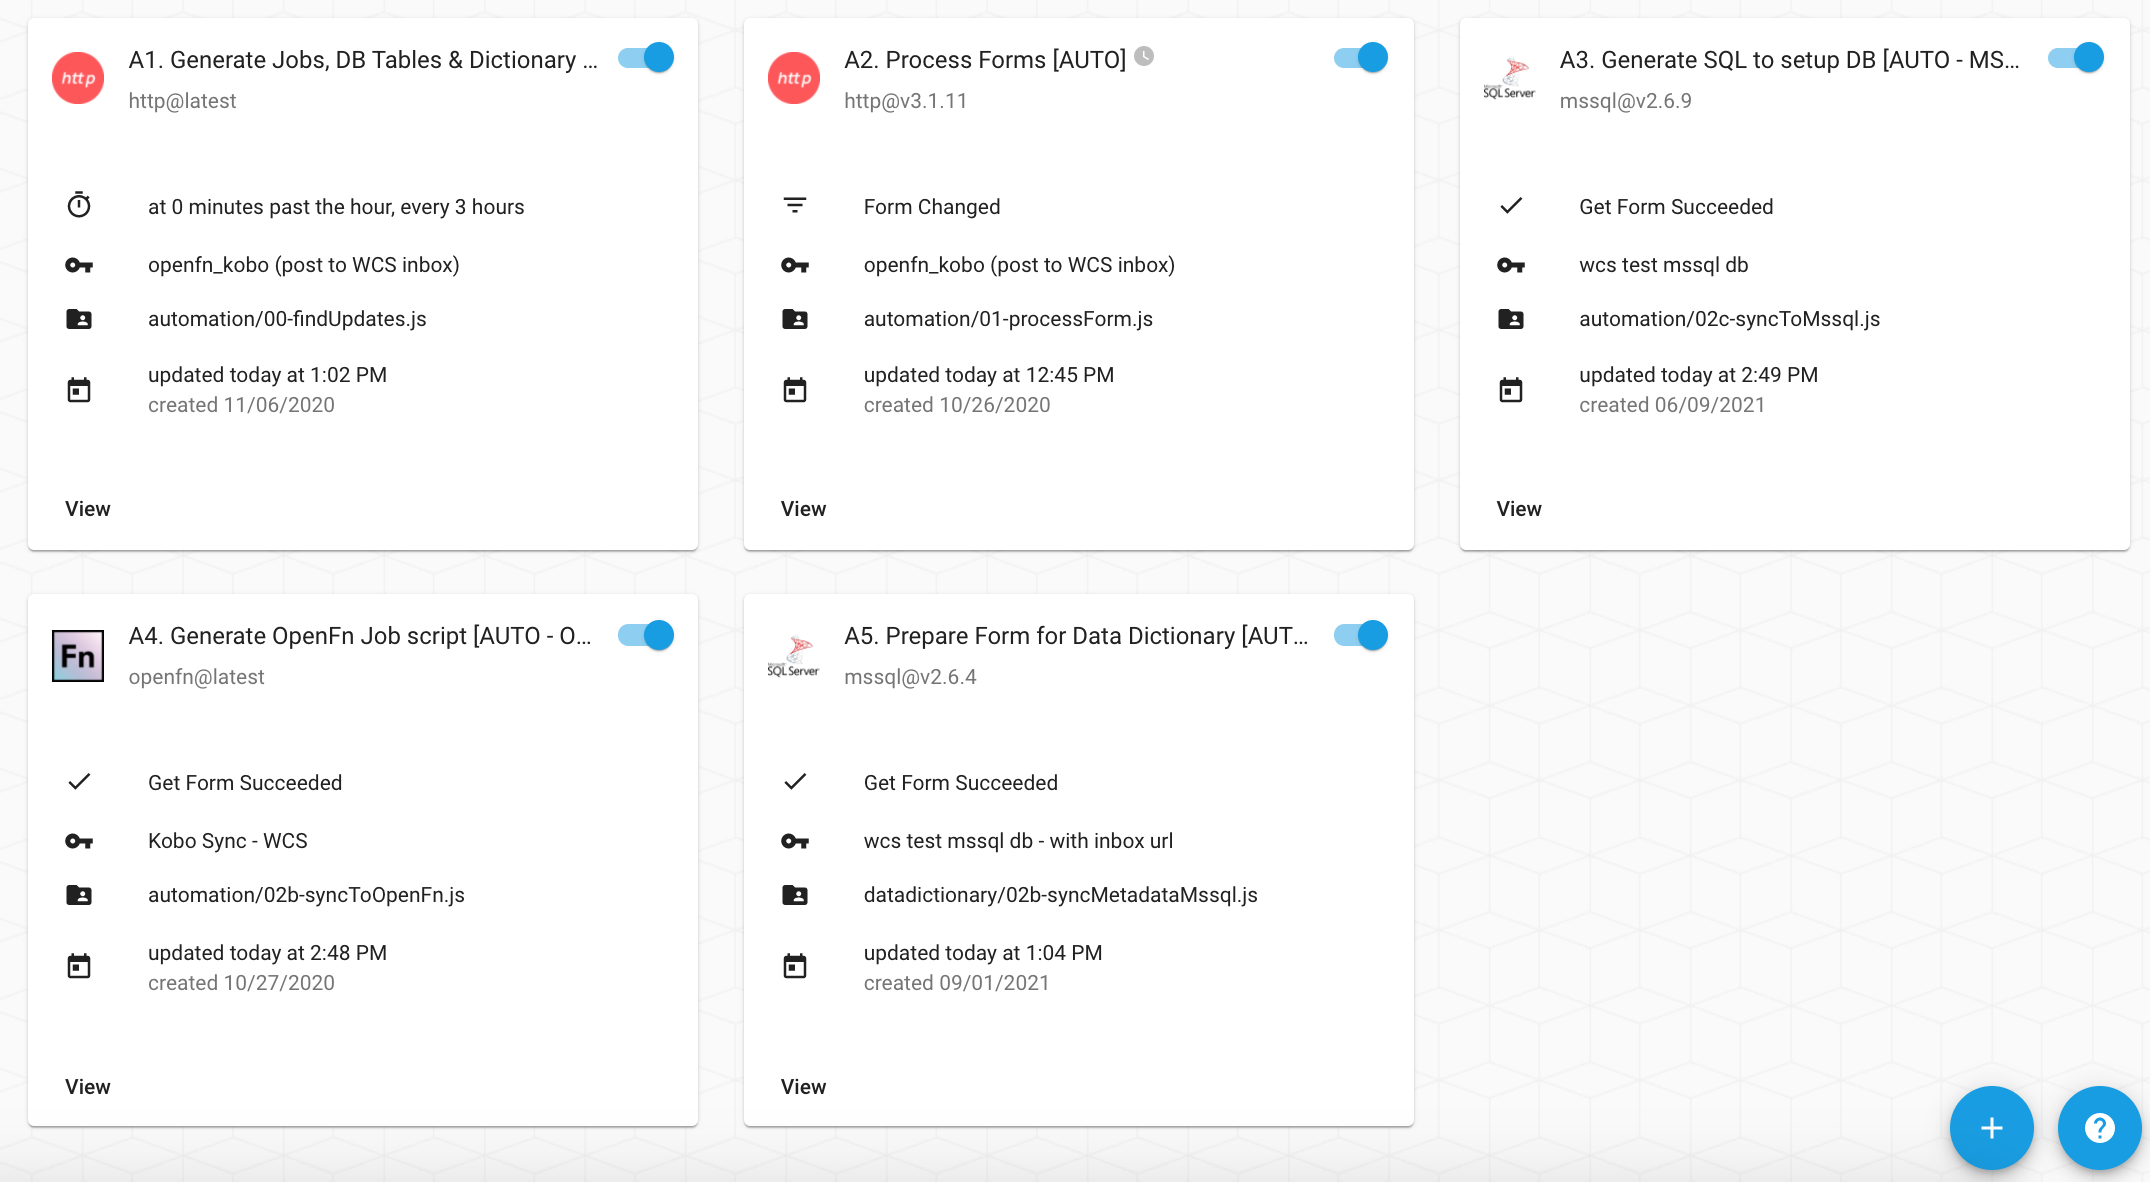 http
A1. Generate Jobs, DB Tables & Dictionary ...
http@latest
at 0 minutes past the hour, every 3 hours
openfn_kobo (post to WCS inbox)
automation/00-findUpdates.js
updated today at 1:02 PM
created 11/06/2020
View
http
A2. Process Forms [AUTO]
http@v3.1.11
Form Changed
openfn_kobo (post to WCS inbox)
automation/01-processForm.js
updated today at 12:45 PM
created 10/26/2020
View
SQL Server
A3. Generate SQL to setup DB [AUTO - MS...
mssql@v2.6.9
Get Form Succeeded
wcs test mssql db
automation/02c-syncToMssql.js
updated today at 2:49 PM
created 06/09/2021
View
Fn
A4. Generate OpenFn Job script [AUTO - O...
openfn@latest
Get Form Succeeded
Kobo Sync - WCS
automation/02b-syncToOpenFn.js
updated today at 2:48 PM
created 10/27/2020
View
SQL Server
A5. Prepare Form for Data Dictionary [AUT...
mssql@v2.6.4
Get Form Succeeded
wcs test mssql db - with inbox url
datadictionary/02b-syncMetadataMssql.js
updated today at 1:04 PM
created 09/01/2021
View
+
?